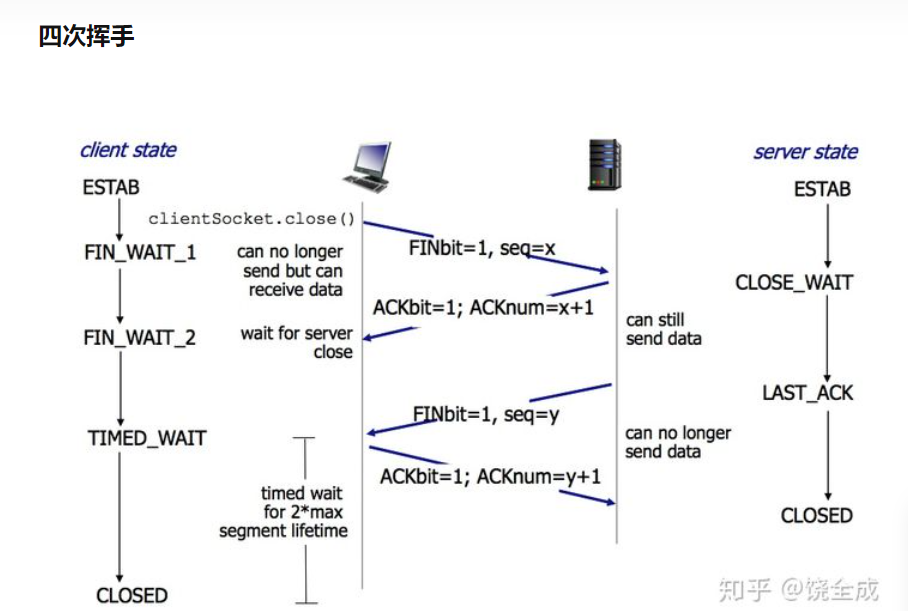 四次挥手
client state
server state
ESTAB
ESTAB
clientSocket.close()
FIN_WAIT_1
can no longer
send but can
receive data
FINbit=1, seq=x
CLOSE_WAIT
ACKbit=1; ACKnum=x+1
FIN_WAIT_2
wait for server
close
can still
send data
LAST_ACK
FINbit=1, seq=y
TIMED_WAIT
can no longer
send data
ACKbit=1; ACKnum=y+1
timed wait
for 2*max
segment lifetime
CLOSED
CLOSED
知乎 @饶全成